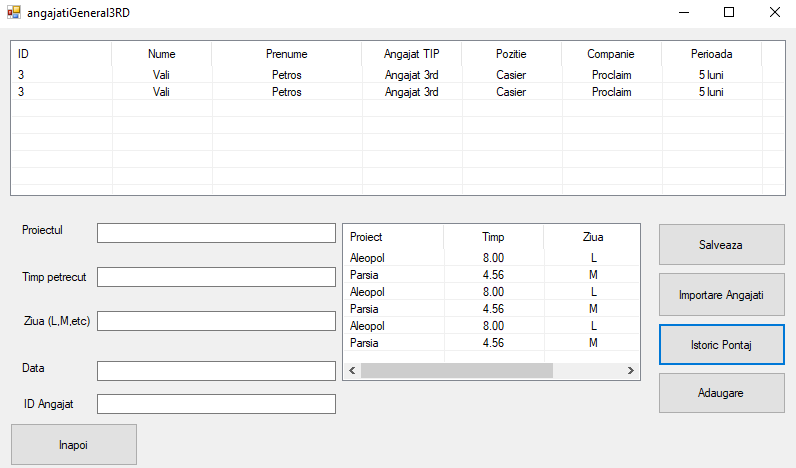 angajatiGeneral3RD
ID Nume Prenume Angajat TIP Pozitie Companie Perioada
3 Vali Petros Angajat 3rd Casier Proclaim 5 luni
3 Vali Petros Angajat 3rd Casier Proclaim 5 luni
Proiectul
Timp petrecut
Ziua (L,M,etc)
Data
ID Angajat
Inapoi
Proiect Timp Ziua
Aleopol 8.00 L
Parsia 4.56 M
Aleopol 8.00 L
Parsia 4.56 M
Aleopol 8.00 L
Parsia 4.56 M
Salveaza
Importare Angajati
Istoric Pontaj
Adaugare